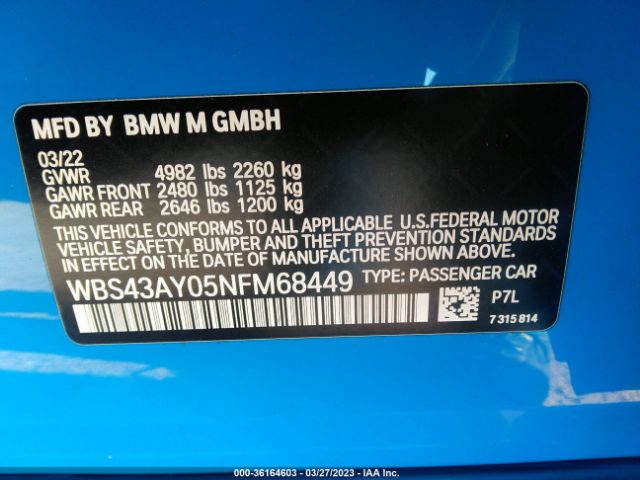 MFD BY BMW M GMBH
03/22
GVWR 4982 lbs 2260 kg
GAWR FRONT 2480 lbs 1125 kg
GAWR REAR 2646 lbs 1200 kg
THIS VEHICLE CONFORMS TO ALL APPLICABLE U.S.FEDERAL MOTOR
VEHICLE SAFETY, BUMPER AND THEFT PREVENTION STANDARDS
IN EFFECT ON THE DATE OF MANUFACTURE SHOWN ABOVE.
WBS43AY05NFM68449 TYPE: PASSENGER CAR
P7L
7 315 814
000-36164603 - 03/27/2023 - IAA Inc.